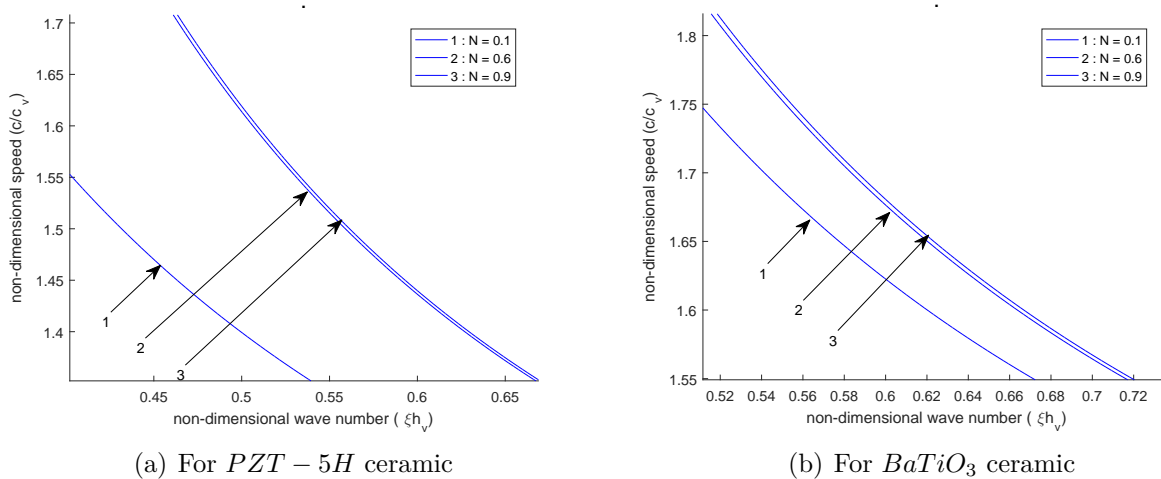 1.7
1.65
1.6
1.55
1.5
1.45
1.4
non-dimensional speed (c/c_v)
1 : N = 0.1
2 : N = 0.6
3 : N = 0.9
1
2
3
0.45 0.5 0.55 0.6 0.65
non-dimensional wave number ( ξh_v)
(a) For PZT − 5H ceramic
1.8
1.75
1.7
1.65
1.6
1.55
non-dimensional speed (c/c_v)
1 : N = 0.1
2 : N = 0.6
3 : N = 0.9
1
2
3
0.52 0.54 0.56 0.58 0.6 0.62 0.64 0.66 0.68 0.7 0.72
non-dimensional wave number ( ξh_v)
(b) For BaTiO₃ ceramic